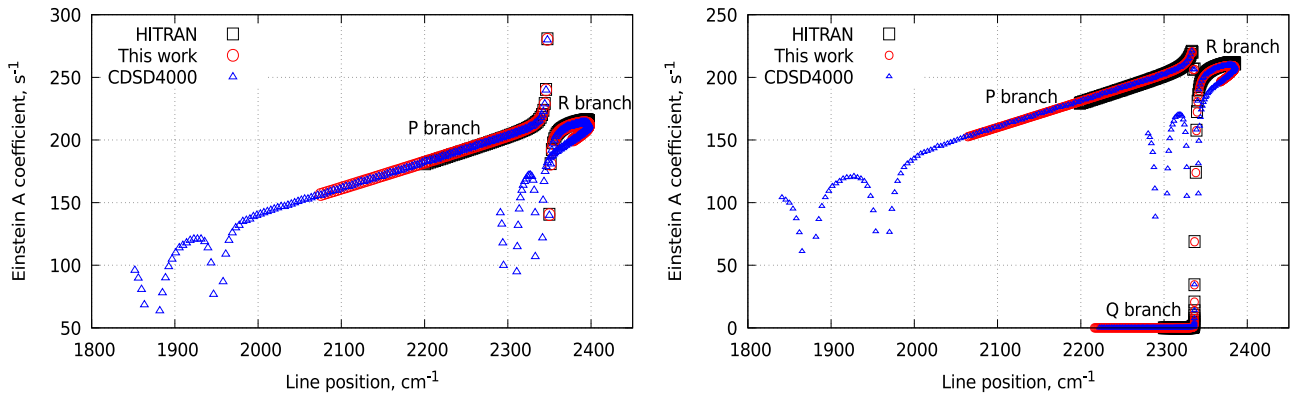 300
250
200
150
100
50
Einstein A coefficient, s-1
HITRAN
This work
CDSD4000
P branch
R branch
1800 1900 2000 2100 2200 2300 2400
Line position, cm-1
250
200
150
100
50
0
Einstein A coefficient, s-1
HITRAN
This work
CDSD4000
R branch
P branch
Q branch
1800 1900 2000 2100 2200 2300 2400
Line position, cm-1